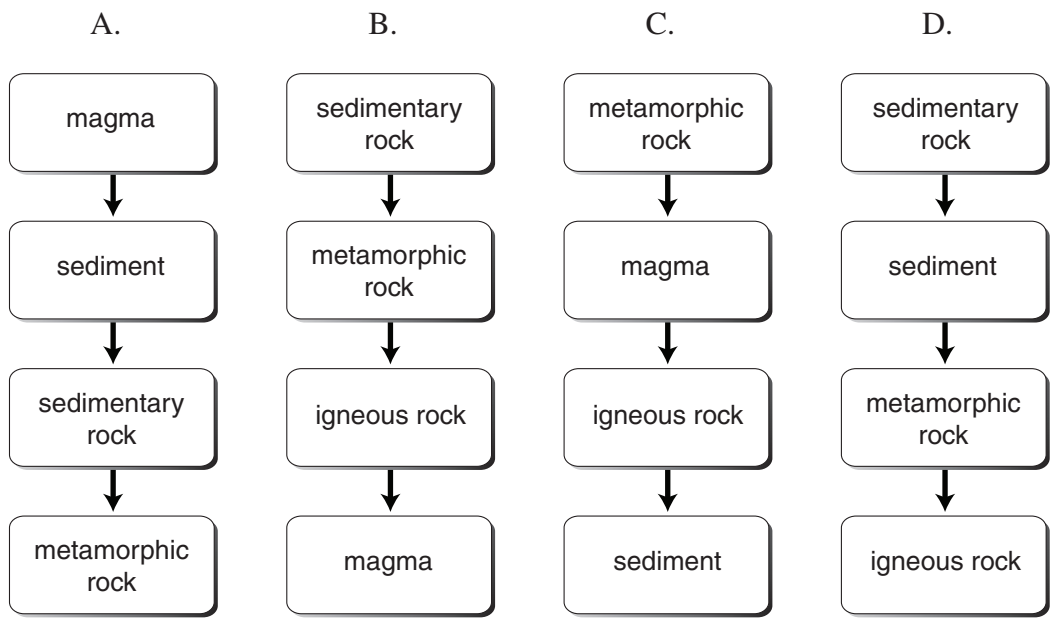 A.
magma
sediment
sedimentary
rock
metamorphic
rock
B.
sedimentary
rock
metamorphic
rock
igneous rock
magma
C.
metamorphic
rock
magma
igneous rock
sediment
D.
sedimentary
rock
sediment
metamorphic
rock
igneous rock